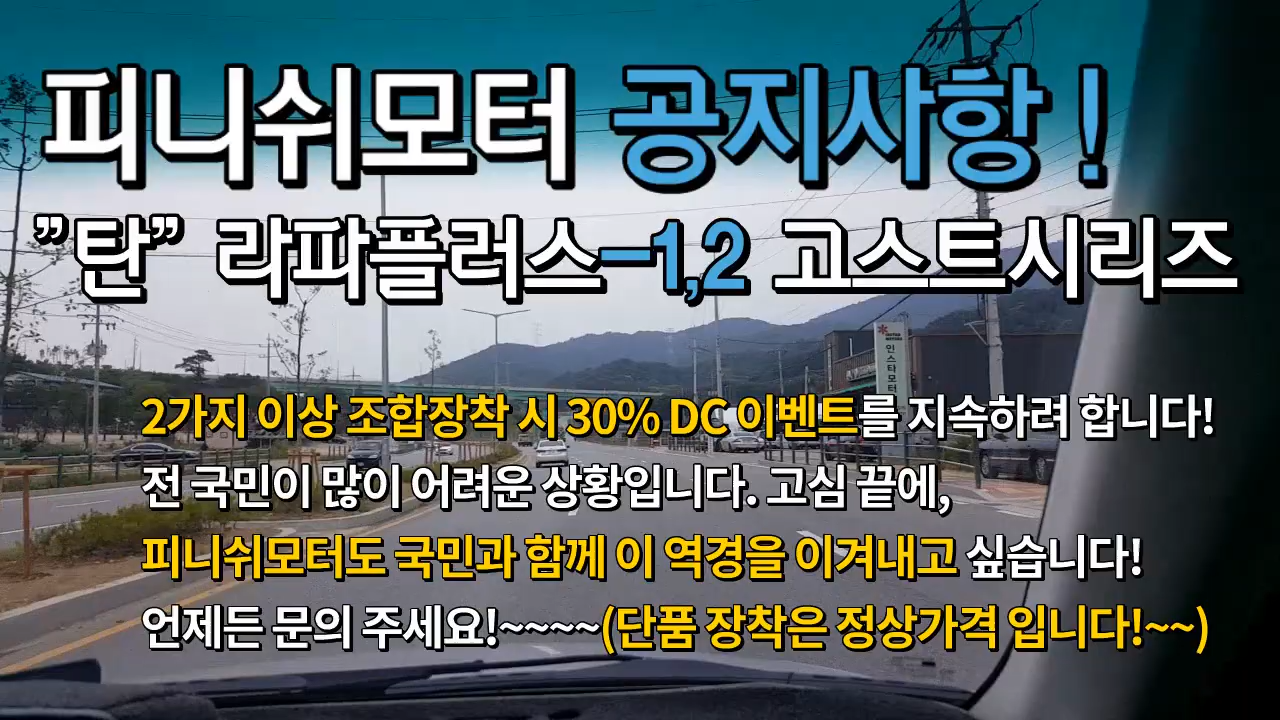 피니쉬모터 공지사항 !
"탄" 라파플러스-1,2 고스트시리즈
인스타모터
2가지 이상 조합장착 시 30% DC 이벤트를 지속하려 합니다!
전 국민이 많이 어려운 상황입니다. 고심 끝에,
피니쉬모터도 국민과 함께 이 역경을 이겨내고 싶습니다!
언제든 문의 주세요!~~~~(단품 장착은 정상가격 입니다!~~)